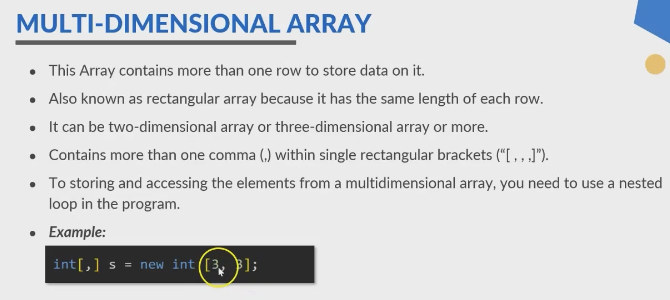 MULTI-DIMENSIONAL ARRAY
• This Array contains more than one row to store data on it.
• Also known as rectangular array because it has the same length of each row.
• It can be two-dimensional array or three-dimensional array or more.
• Contains more than one comma (,) within single rectangular brackets (“[ , , ,]”).
• To storing and accessing the elements from a multidimensional array, you need to use a nested
loop in the program.
• Example:
int[,] s = new int[3, 3];